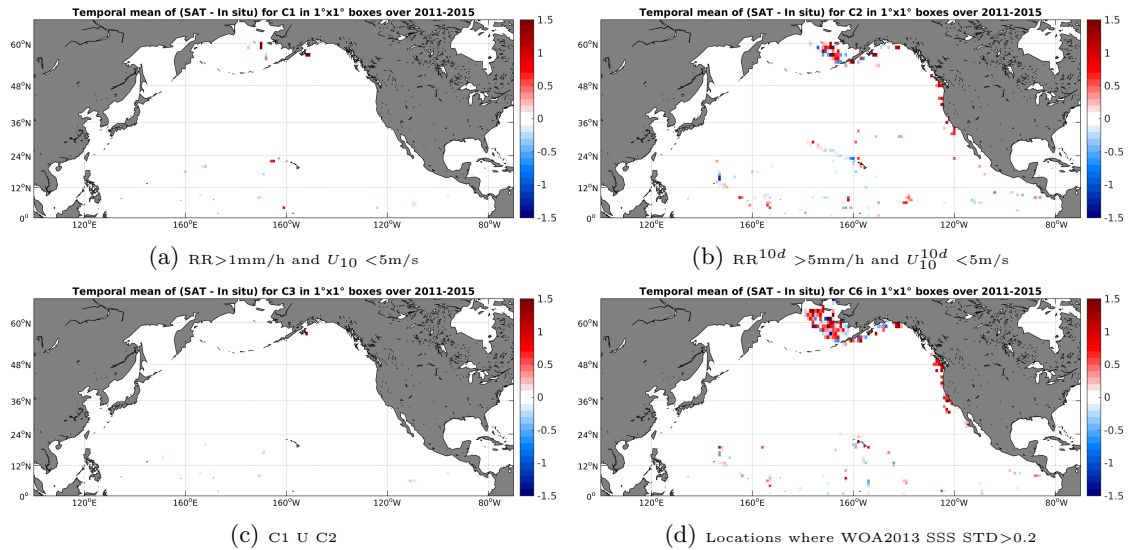 Temporal mean of (SAT - In situ) for C1 in 1°x1° boxes over 2011-2015
60°N
48°N
36°N
24°N
12°N
0°
120°E
160°E
160°W
120°W
80°W
1.5
1
0.5
0
-0.5
-1
-1.5
(a) RR>1mm/h and U10 <5m/s
Temporal mean of (SAT - In situ) for C2 in 1°x1° boxes over 2011-2015
60°N
48°N
36°N
24°N
12°N
0°
120°E
160°E
160°W
120°W
80°W
1.5
1
0.5
0
-0.5
-1
-1.5
(b) RR10d >5mm/h and U10 10d <5m/s
Temporal mean of (SAT - In situ) for C3 in 1°x1° boxes over 2011-2015
60°N
48°N
36°N
24°N
12°N
0°
120°E
160°E
160°W
120°W
80°W
1.5
1
0.5
0
-0.5
-1
-1.5
(c) C1 U C2
Temporal mean of (SAT - In situ) for C6 in 1°x1° boxes over 2011-2015
60°N
48°N
36°N
24°N
12°N
0°
120°E
160°E
160°W
120°W
80°W
1.5
1
0.5
0
-0.5
-1
-1.5
(d) Locations where WOA2013 SSS STD>0.2